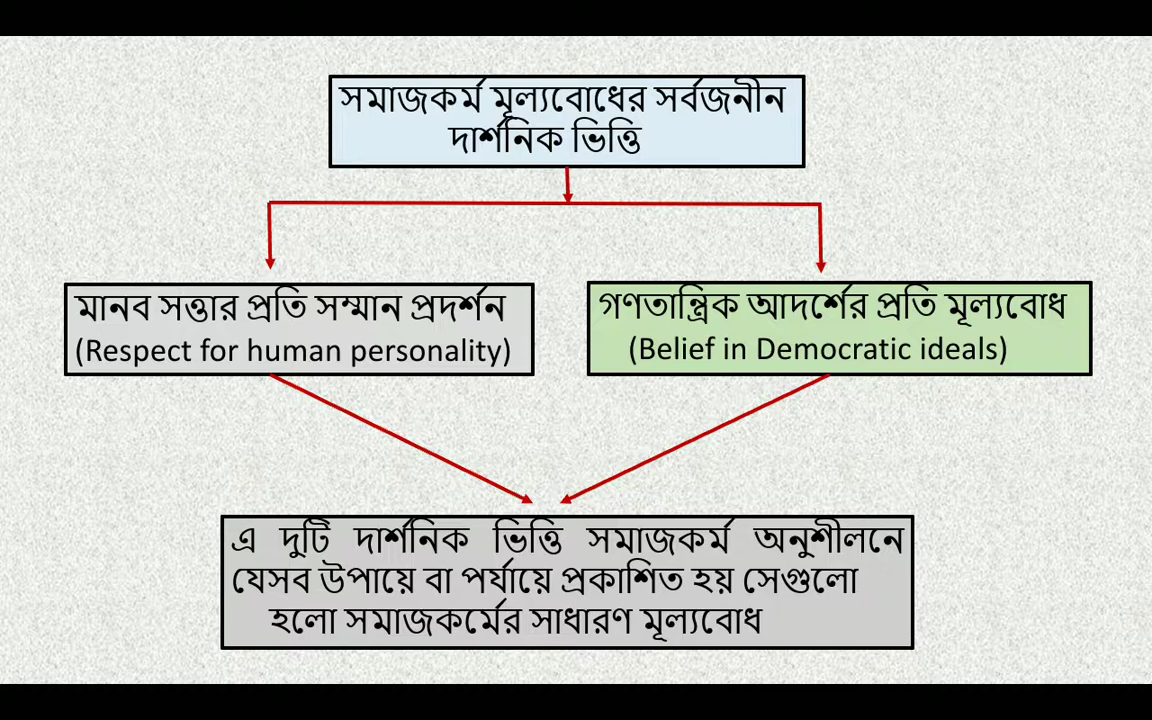 সমাজকর্ম মূল্যবোধের সর্বজনীন
দার্শনিক ভিত্তি
মানব সত্তার প্রতি সম্মান প্রদর্শন
(Respect for human personality)
গণতান্ত্রিক আদর্শের প্রতি মূল্যবোধ
(Belief in Democratic ideals)
এ দুটি দার্শনিক ভিত্তি সমাজকর্ম অনুশীলনে
যেসব উপায়ে বা পর্যায়ে প্রকাশিত হয় সেগুলো
হলো সমাজকর্মের সাধারণ মূল্যবোধ